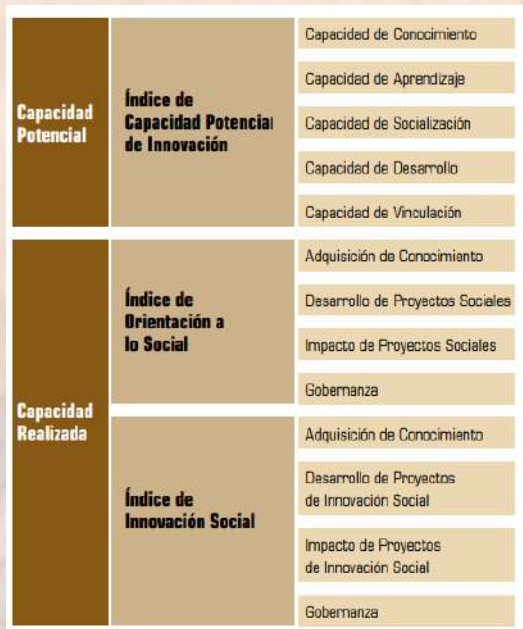 Capacidad
Potencial
Índice de
Capacidad Potencial
de Innovación
Capacidad de Conocimiento
Capacidad de Aprendizaje
Capacidad de Socialización
Capacidad de Desarrollo
Capacidad de Vinculación
Capacidad
Realizada
Índice de
Orientación a
lo Social
Adquisición de Conocimiento
Desarrollo de Proyectos Sociales
Impacto de Proyectos Sociales
Gobernanza
Índice de
Innovación Social
Adquisición de Conocimiento
Desarrollo de Proyectos
de Innovación Social
Impacto de Proyectos
de Innovación Social
Gobernanza